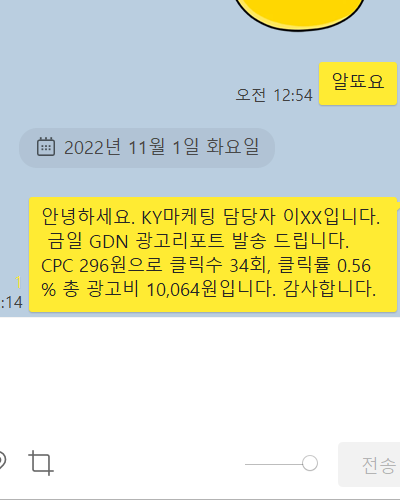 알뚀요
오전 12:54
2022년 11월 1일 화요일
안녕하세요. KY마케팅 담당자 이XX입니다.
금일 GDN 광고리포트 발송 드립니다.
CPC 296원으로 클릭수 34회, 클릭률 0.56
% 총 광고비 10,064원입니다. 감사합니다.
1
:14
전송